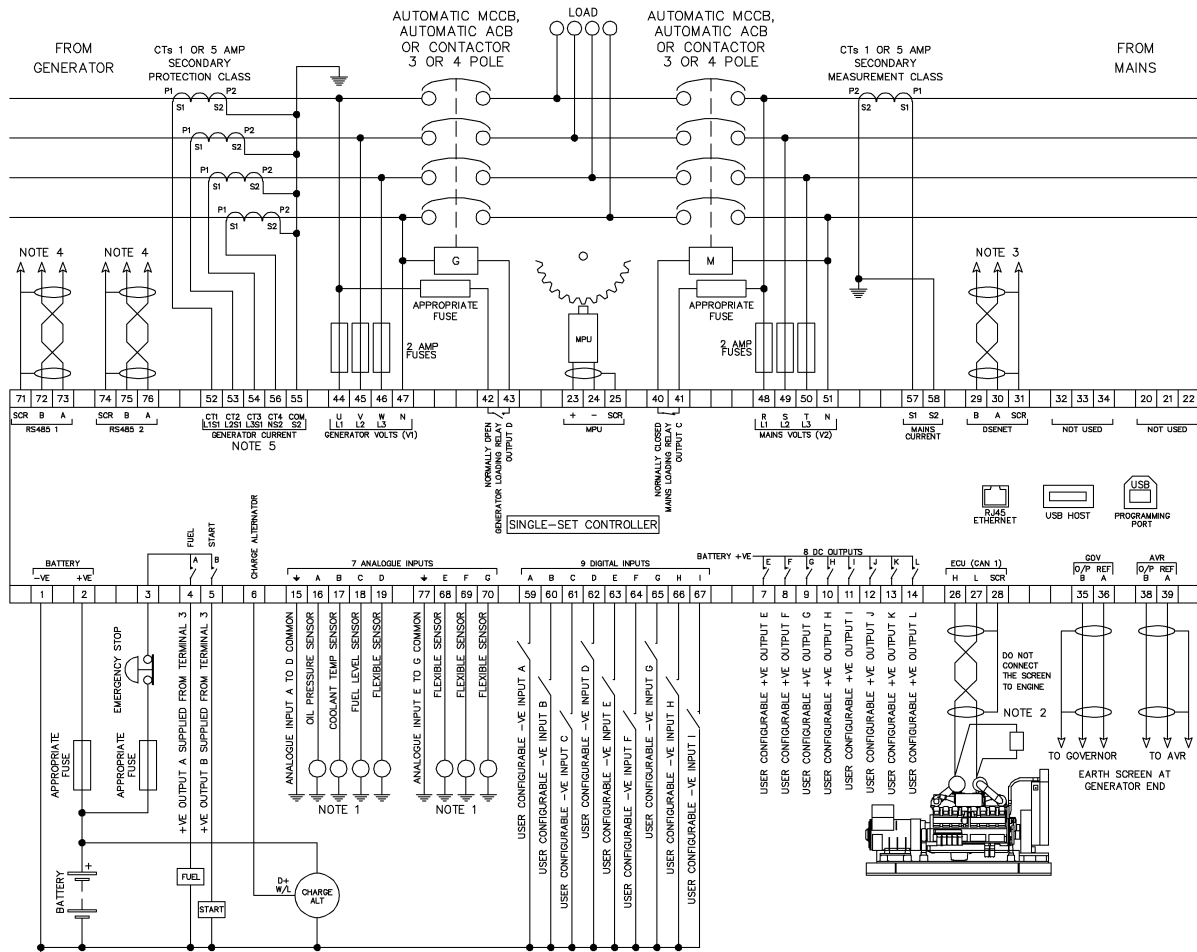 FROM
GENERATOR
CTs 1 OR 5 AMP
SECONDARY
PROTECTION CLASS
AUTOMATIC MCCB,
AUTOMATIC ACB
OR CONTACTOR
3 OR 4 POLE
LOAD
AUTOMATIC MCCB,
AUTOMATIC ACB
OR CONTACTOR
3 OR 4 POLE
CTs 1 OR 5 AMP
SECONDARY
MEASUREMENT CLASS
FROM
MAINS
P1 P2
S1 S2
P2 P1
S2 S1
P1 P2
S1 S2
P1 P2
S1 S2
P1 P2
S1 S2
NOTE 4
NOTE 4
G
M
NOTE 3
APPROPRIATE
FUSE
APPROPRIATE
FUSE
2 AMP
FUSES
MPU
2 AMP
FUSES
71 72 73 74 75 76 52 53 54 56 55 44 45 46 47 42 43 23 24 25 40 41 48 49 50 51 57 58 29 30 31 32 33 34 20 21 22
SCR B A
RS485 1
SCR B A
RS485 2
CT1 CT2 CT3 CT4 COM
L1S1 L2S1 L3S1 NS2 S2
GENERATOR CURRENT
NOTE 5
U V W N
L1 L2 L3
GENERATOR VOLTS (V1)
NORMALLY OPEN
GENERATOR LOADING RELAY
OUTPUT D
+ − SCR
MPU
NORMALLY CLOSED
MAINS LOADING RELAY
OUTPUT C
R S T N
L1 L2 L3
MAINS VOLTS (V2)
S1 S2
MAINS
CURRENT
B A SCR
DSENET
NOT USED
NOT USED
RJ45
ETHERNET
USB HOST
USB
PROGRAMMING
PORT
SINGLE−SET CONTROLLER
BATTERY
−VE +VE
FUEL
A
START
B
CHARGE ALTERNATOR
7 ANALOGUE INPUTS
A B C D E F G
9 DIGITAL INPUTS
A B C D E F G H I
BATTERY +VE
8 DC OUTPUTS
E F G H I J K L
ECU (CAN 1)
H L SCR
GOV
O/P REF
B A
AVR
O/P REF
B A
1 2 3 4 5 6 15 16 17 18 19 77 68 69 70 59 60 61 62 63 64 65 66 67 7 8 9 10 11 12 13 14 26 27 28 35 36 38 39
APPROPRIATE
FUSE
EMERGENCY STOP
APPROPRIATE
FUSE
+VE OUTPUT A SUPPLIED FROM TERMINAL 3
+VE OUTPUT B SUPPLIED FROM TERMINAL 3
ANALOGUE INPUT A TO D COMMON
OIL PRESSURE SENSOR
COOLANT TEMP SENSOR
FUEL LEVEL SENSOR
FLEXIBLE SENSOR
NOTE 1
ANALOGUE INPUT E TO G COMMON
FLEXIBLE SENSOR
FLEXIBLE SENSOR
FLEXIBLE SENSOR
NOTE 1
USER CONFIGURABLE −VE INPUT A
USER CONFIGURABLE −VE INPUT B
USER CONFIGURABLE −VE INPUT C
USER CONFIGURABLE −VE INPUT D
USER CONFIGURABLE −VE INPUT E
USER CONFIGURABLE −VE INPUT F
USER CONFIGURABLE −VE INPUT G
USER CONFIGURABLE −VE INPUT H
USER CONFIGURABLE −VE INPUT I
USER CONFIGURABLE +VE OUTPUT E
USER CONFIGURABLE +VE OUTPUT F
USER CONFIGURABLE +VE OUTPUT G
USER CONFIGURABLE +VE OUTPUT H
USER CONFIGURABLE +VE OUTPUT I
USER CONFIGURABLE +VE OUTPUT J
USER CONFIGURABLE +VE OUTPUT K
USER CONFIGURABLE +VE OUTPUT L
DO NOT
CONNECT
THE SCREEN
TO ENGINE
NOTE 2
TO GOVERNOR
TO AVR
EARTH SCREEN AT
GENERATOR END
BATTERY
+
FUEL
START
D+
W/L
CHARGE
ALT